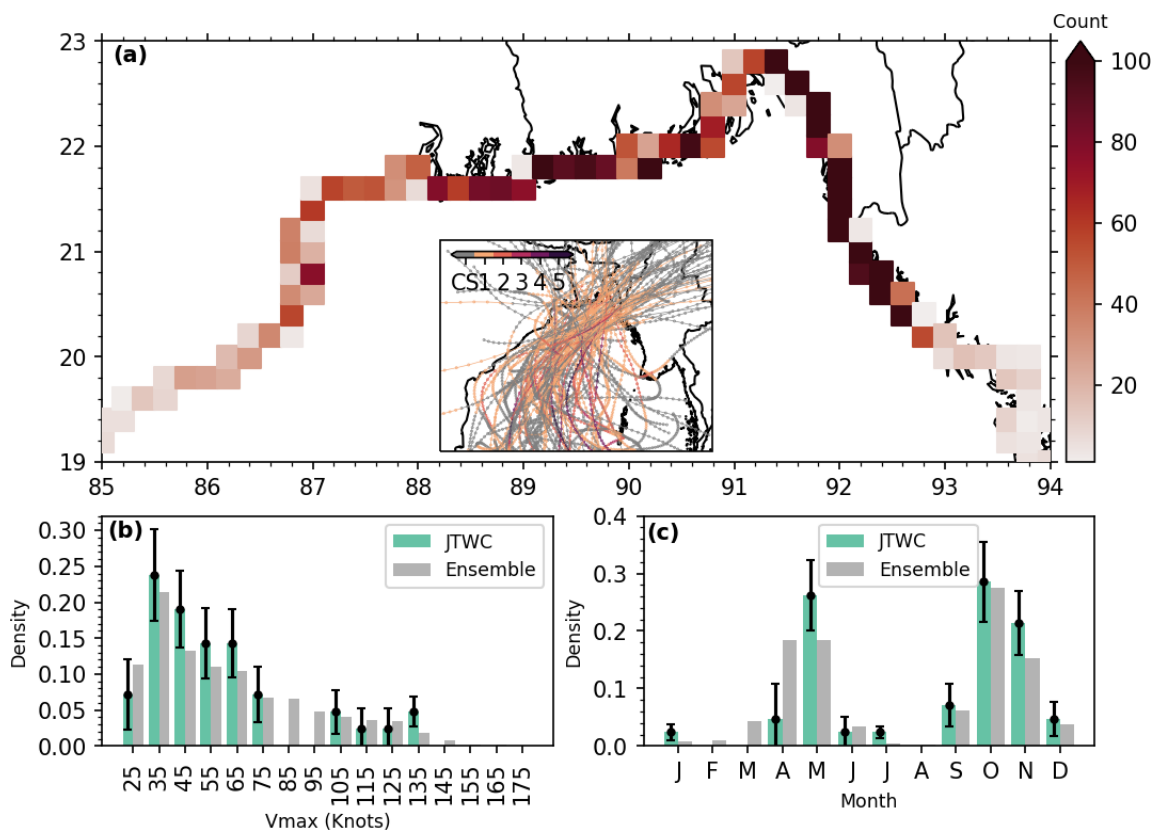 Count
(a)
23
22
21
20
19
100
80
60
40
20
CS 1 2 3 4 5
85 86 87 88 89 90 91 92 93 94
(b)
JTWC
Ensemble
Density
0.30
0.25
0.20
0.15
0.10
0.05
0.00
25 35 45 55 65 75 85 95 105 115 125 135 145 155 165 175
Vmax (Knots)
(c)
JTWC
Ensemble
Density
0.4
0.3
0.2
0.1
0.0
J F M A M J J A S O N D
Month